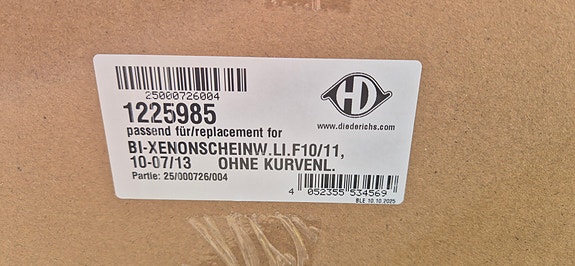 25000726004
1225985
passend für/replacement for
BI-XENONSCHEINW.LI.F10/11,
10-07/13 OHNE KURVENL.
Partie: 25/000726/004
HD
www.diederichs.com
4 052355 534569
BLE 10.10.2025